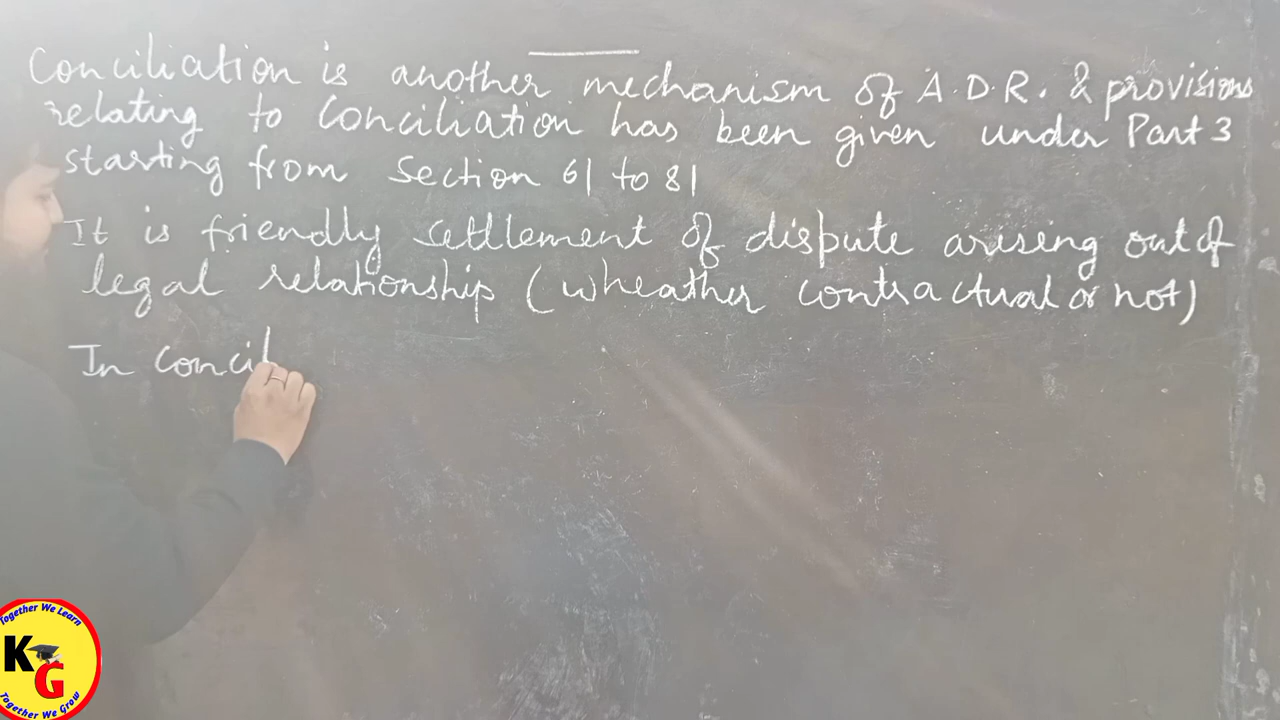 Conciliation is another mechanism of A.D.R. & provisions
relating to Conciliation has been given under Part 3
starting from Section 61 to 81
It is friendly settlement of dispute arising out of
legal relationship (wheather contractual or not)
In Concil
Together We Learn
KG
Together We Grow